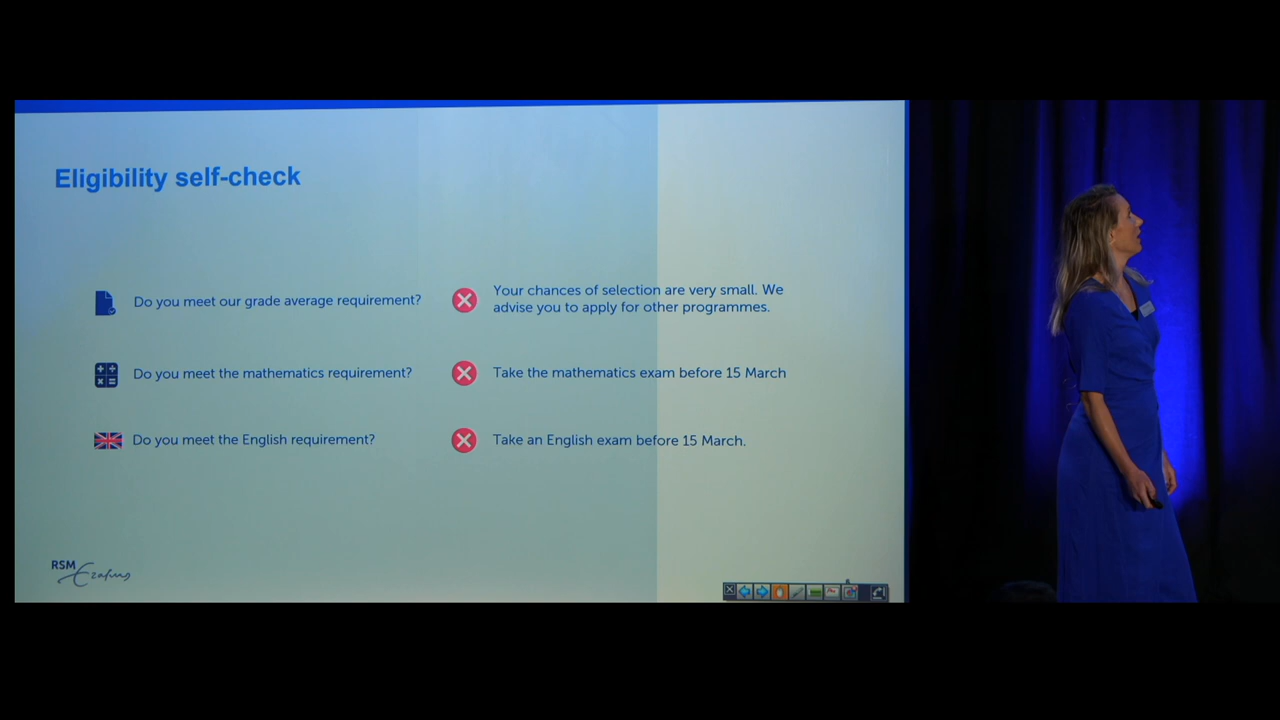 Eligibility self-check
Do you meet our grade average requirement?
Your chances of selection are very small. We
advise you to apply for other programmes.
Do you meet the mathematics requirement?
Take the mathematics exam before 15 March
Do you meet the English requirement?
Take an English exam before 15 March.
RSM
Erasmus